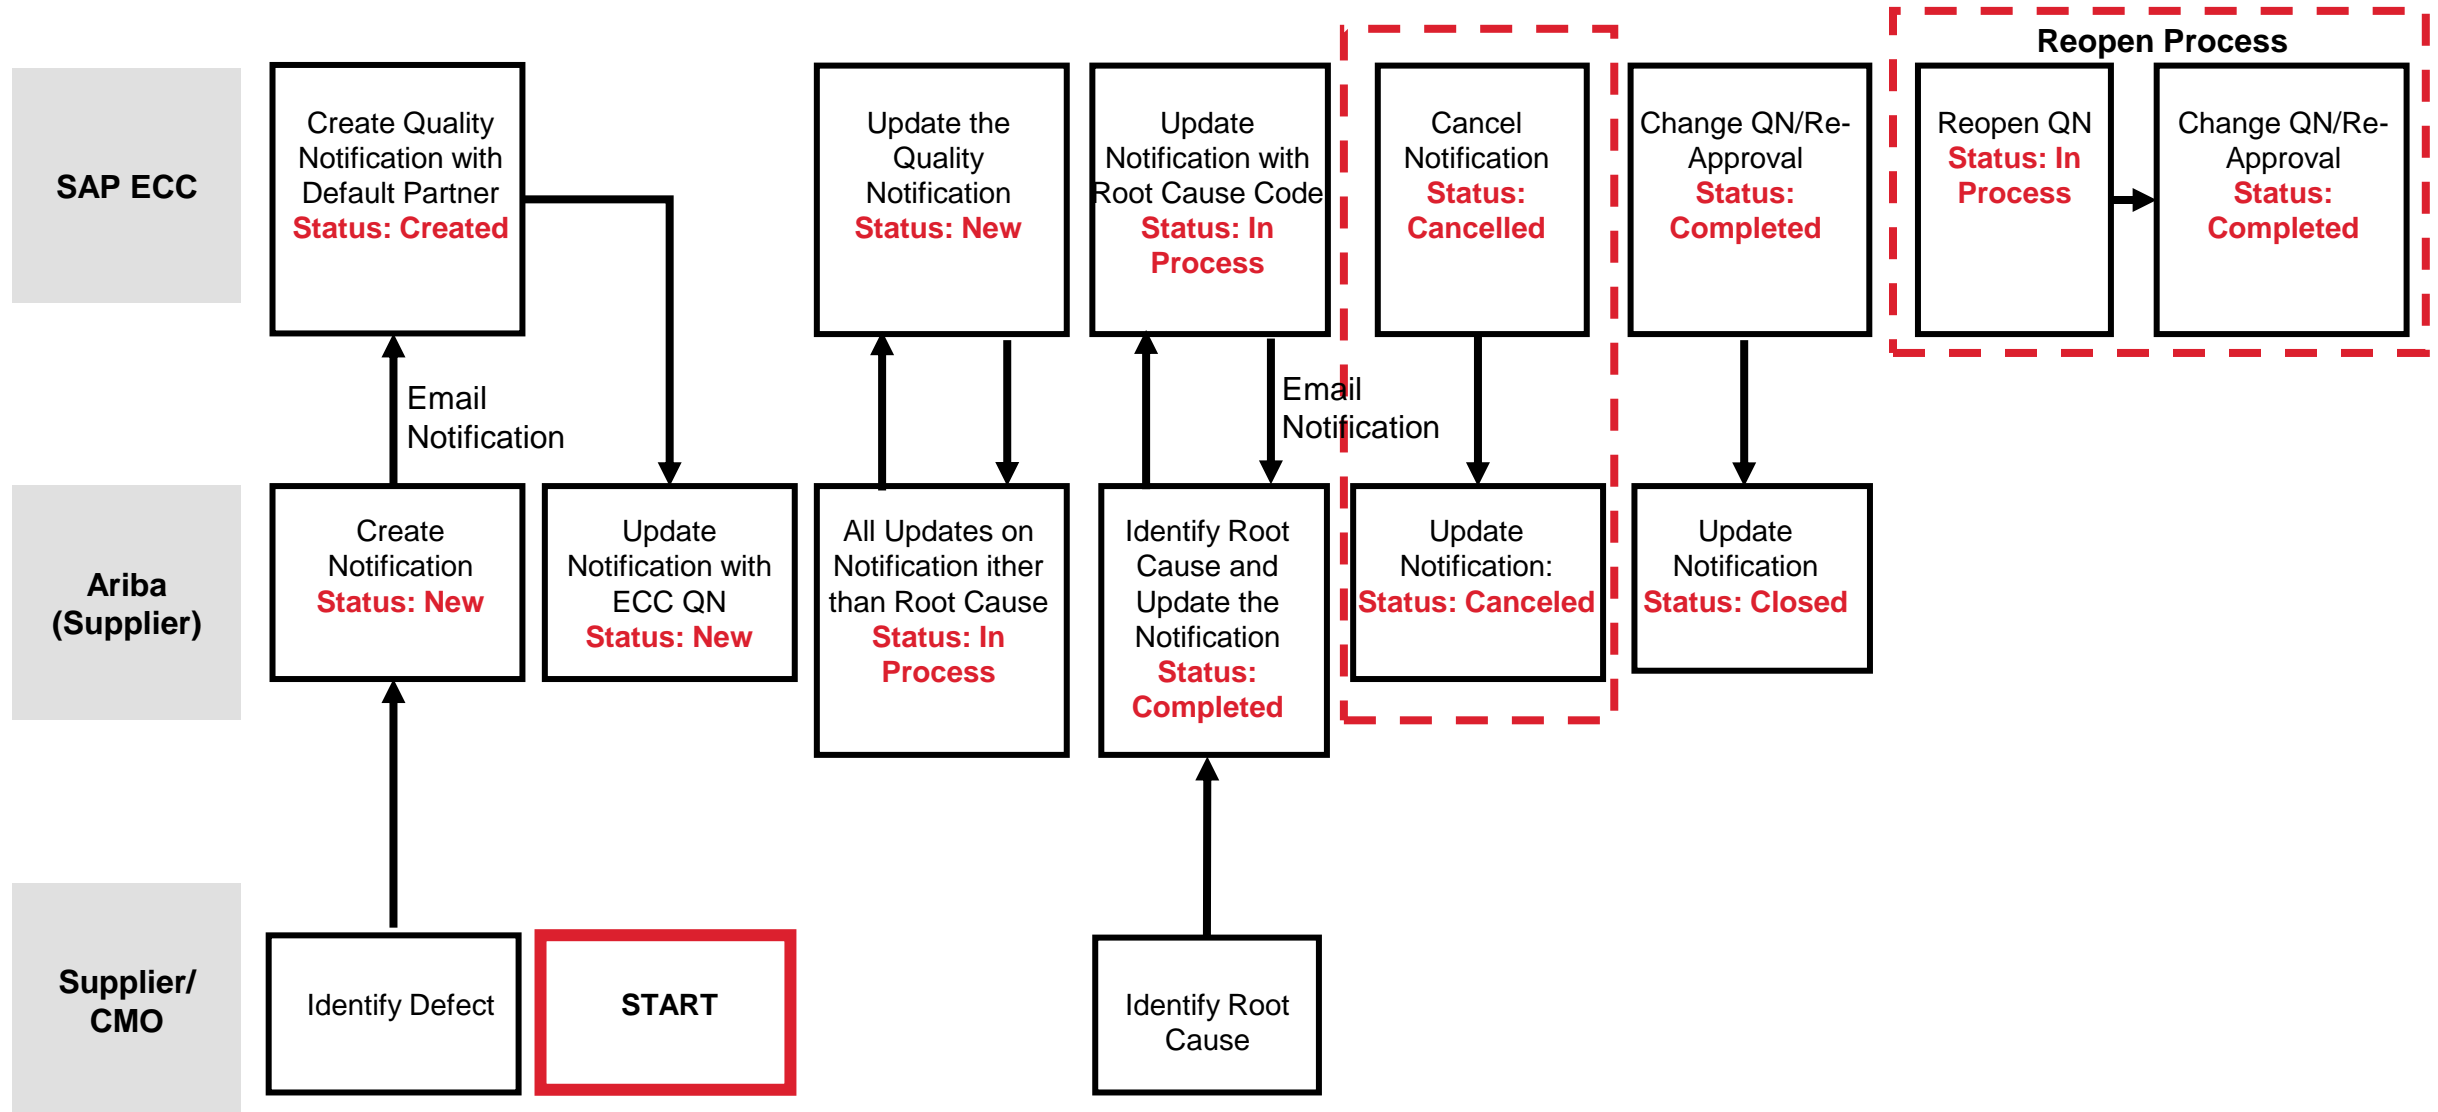 Reopen Process
SAP ECC
Create Quality
Notification with
Default Partner
Status: Created
Update the
Quality
Notification
Status: New
Update
Notification with
Root Cause Code
Status: In
Process
Cancel
Notification
Status:
Cancelled
Change QN/Re-
Approval
Status:
Completed
Reopen QN
Status: In
Process
Change QN/Re-
Approval
Status:
Completed
Email
Notification
Email
Notification
Ariba
(Supplier)
Create
Notification
Status: New
Update
Notification with
ECC QN
Status: New
All Updates on
Notification ither
than Root Cause
Status: In
Process
Identify Root
Cause and
Update the
Notification
Status:
Completed
Update
Notification:
Status: Canceled
Update
Notification
Status: Closed
Supplier/
CMO
Identify Defect
START
Identify Root
Cause